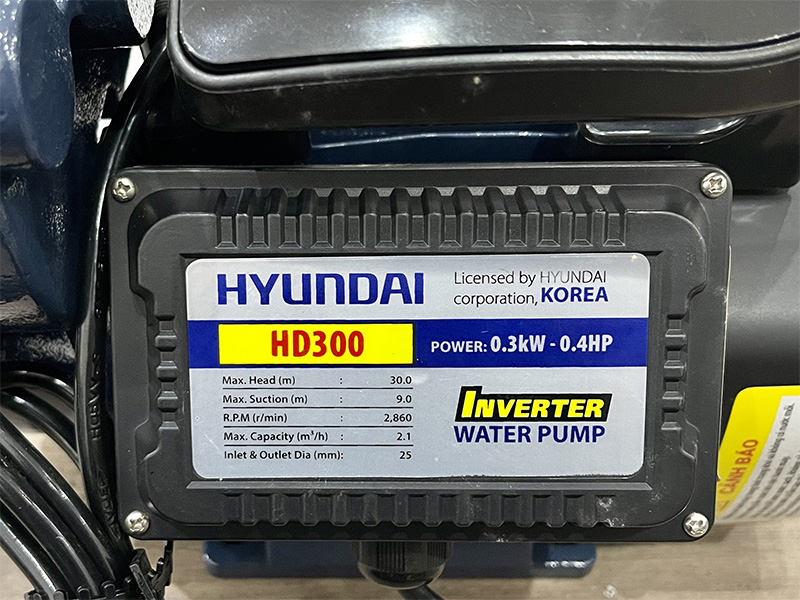 HYUNDAI
Licensed by HYUNDAI
corporation, KOREA
HD300
POWER: 0.3kW - 0.4HP
Max. Head (m) : 30.0
Max. Suction (m) : 9.0
R.P.M (r/min) : 2,860
Max. Capacity (m³/h) : 2.1
Inlet & Outlet Dia (mm): 25
INVERTER
WATER PUMP
CẢNH BÁO